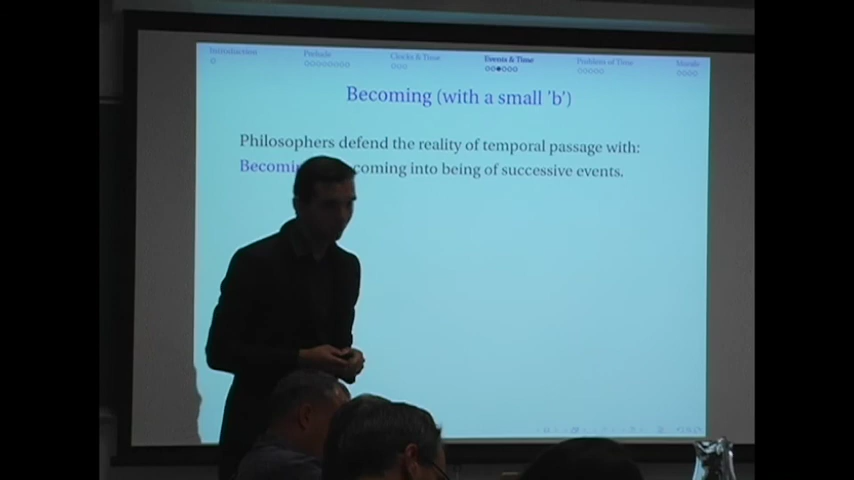 Introduction Prelude Clocks & Time Events & Time Problem of Time Morals
Becoming (with a small 'b')
Philosophers defend the reality of temporal passage with:
Becomi coming into being of successive events.